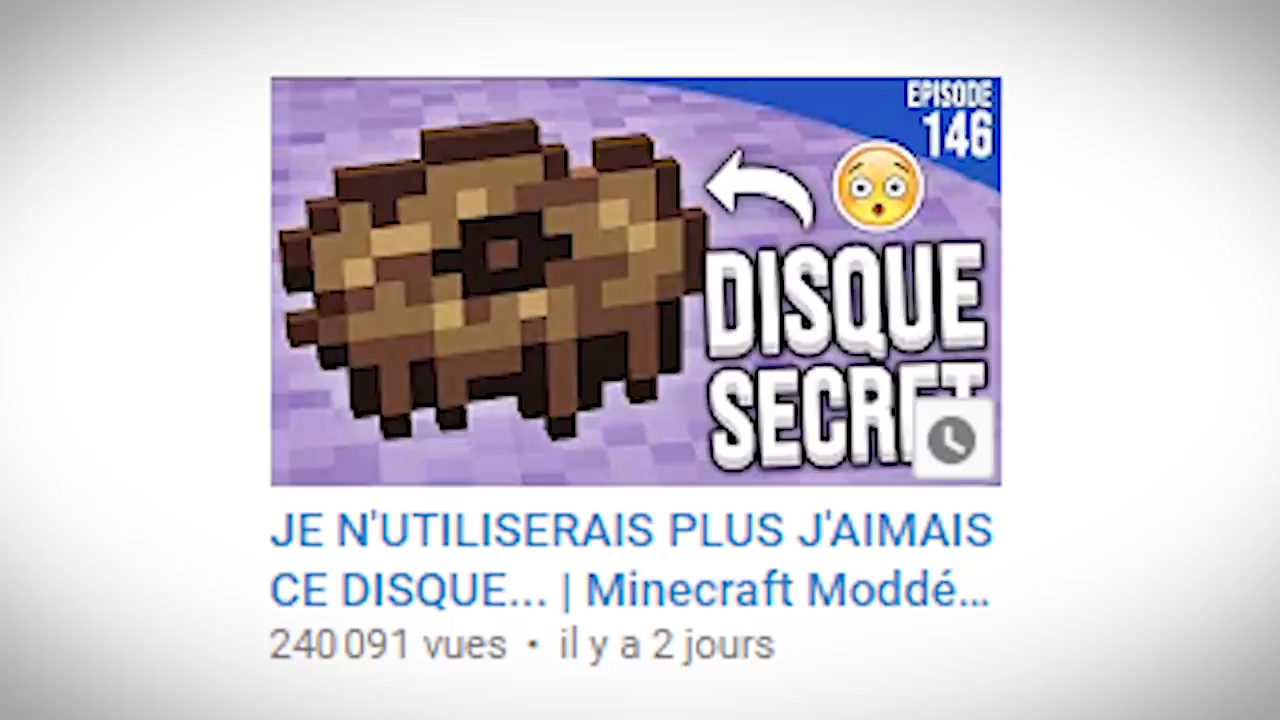 EPISODE
146
DISQUE
SECRET
JE N'UTILISERAIS PLUS J'AIMAIS
CE DISQUE... | Minecraft Moddé...
240 091 vues • il y a 2 jours